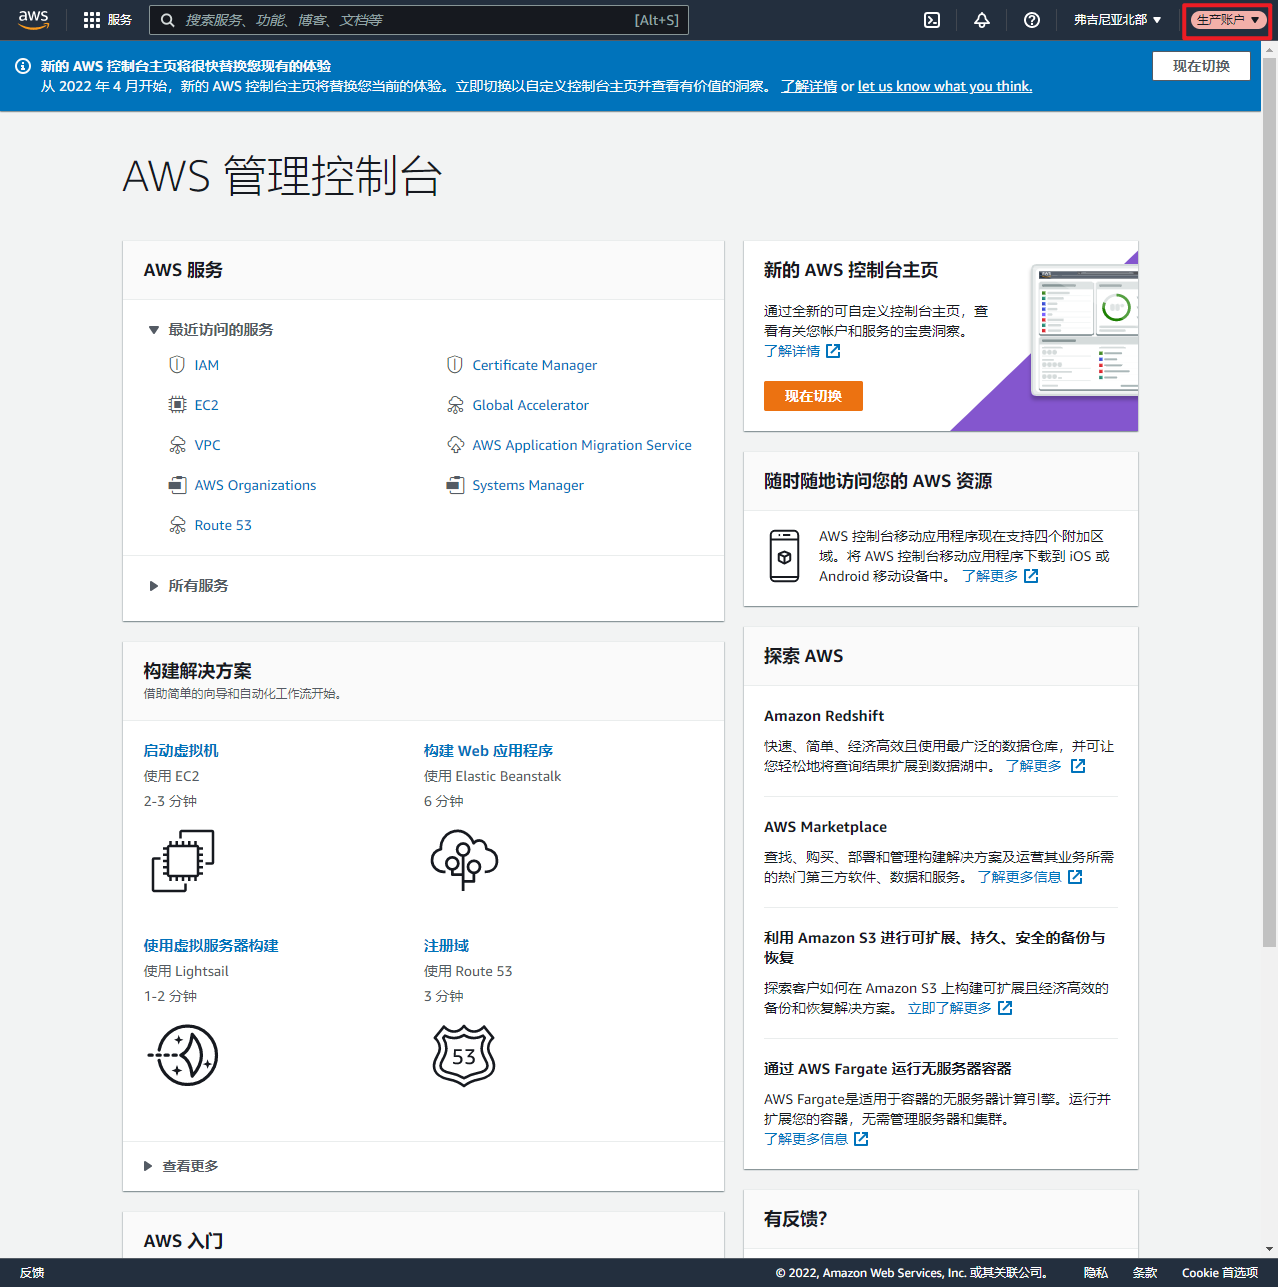 aws
服务
搜索服务、功能、博客、文档等
[Alt+S]
弗吉尼亚北部
生产账户
新的 AWS 控制台主页将很快替换您现有的体验
从 2022 年 4 月开始，新的 AWS 控制台主页将替换您当前的体验。立即切换以自定义控制台主页并查看有价值的洞察。 了解详情 or let us know what you think.
现在切换
AWS 管理控制台
AWS 服务
最近访问的服务
IAM
EC2
VPC
AWS Organizations
Route 53
Certificate Manager
Global Accelerator
AWS Application Migration Service
Systems Manager
所有服务
构建解决方案
借助简单的向导和自动化工作流开始。
启动虚拟机
使用 EC2
2-3 分钟
构建 Web 应用程序
使用 Elastic Beanstalk
6 分钟
使用虚拟服务器构建
使用 Lightsail
1-2 分钟
注册域
使用 Route 53
3 分钟
53
查看更多
AWS 入门
新的 AWS 控制台主页
通过全新的可自定义控制台主页，查
看有关您帐户和服务的宝贵洞察。
了解详情
现在切换
随时随地访问您的 AWS 资源
AWS 控制台移动应用程序现在支持四个附加区
域。将 AWS 控制台移动应用程序下载到 iOS 或
Android 移动设备中。 了解更多
探索 AWS
Amazon Redshift
快速、简单、经济高效且使用最广泛的数据仓库，并可让
您轻松地将查询结果扩展到数据湖中。 了解更多
AWS Marketplace
查找、购买、部署和管理构建解决方案及运营其业务所需
的热门第三方软件、数据和服务。 了解更多信息
利用 Amazon S3 进行可扩展、持久、安全的备份与
恢复
探索客户如何在 Amazon S3 上构建可扩展且经济高效的
备份和恢复解决方案。 立即了解更多
通过 AWS Fargate 运行无服务器容器
AWS Fargate是适用于容器的无服务器计算引擎。运行并
扩展您的容器，无需管理服务器和集群。
了解更多信息
有反馈?
反馈
© 2022, Amazon Web Services, Inc. 或其关联公司。
隐私
条款
Cookie 首选项